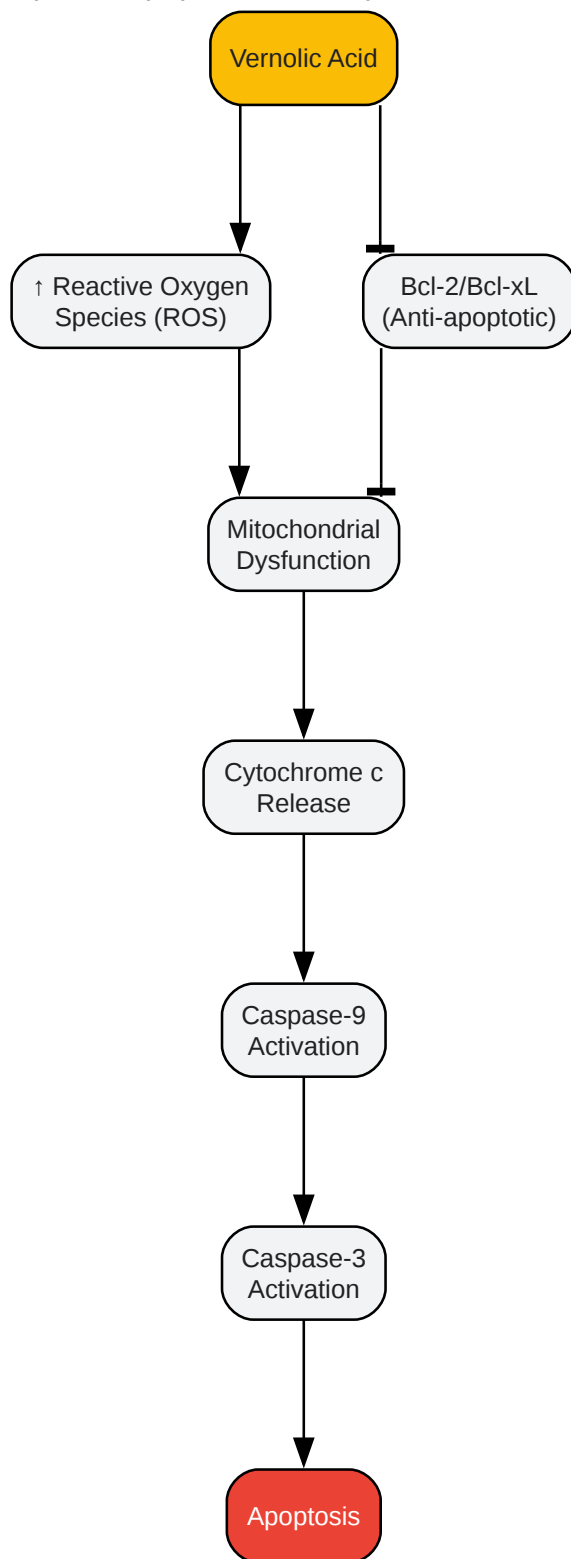 Vernolic Acid
↑ Reactive Oxygen
Species (ROS)
Bcl-2/Bcl-xL
(Anti-apoptotic)
Mitochondrial
Dysfunction
Cytochrome c
Release
Caspase-9
Activation
Caspase-3
Activation
Apoptosis